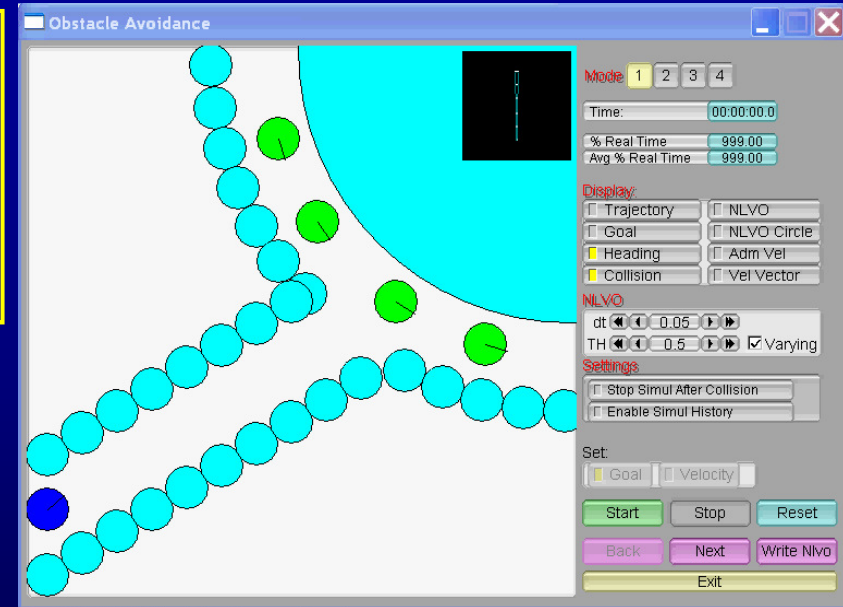 Obstacle Avoidance
Mode 1 2 3 4
Time: 00:00:00.0
% Real Time 999.00
Avg % Real Time 999.00
Display:
Trajectory NLVO
Goal NLVO Circle
Heading Adm Vel
Collision Vel Vector
NLVO
dt 0.05
TH 0.5 Varying
Settings
Stop Simul After Collision
Enable Simul History
Set:
Goal Velocity
Start Stop Reset
Back Next Write Nlvo
Exit